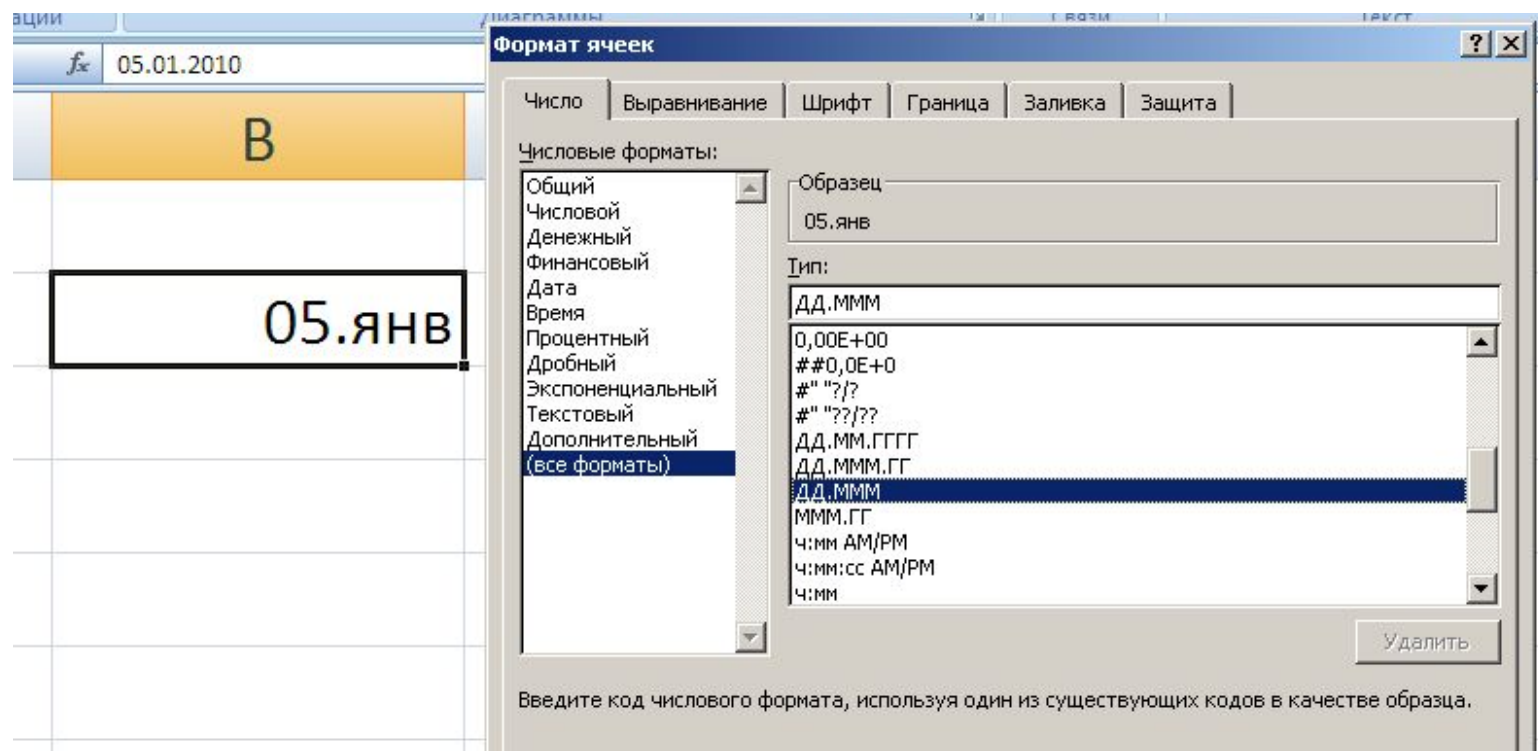 ации
Диаграммы
Связи
Текст
Формат ячеек
fx 05.01.2010
Число Выравнивание Шрифт Граница Заливка Защита
B
Числовые форматы:
Общий
Числовой
Денежный
Финансовый
Дата
Время
Процентный
Дробный
Экспоненциальный
Текстовый
Дополнительный
(все форматы)
Образец
05.янв
Тип:
ДД.МММ
0,00E+00
##0,0E+0
#" "?/?
#" "??/??
ДД.ММ.ГГГГ
ДД.МММ.ГГ
ДД.МММ
МММ.ГГ
ч:мм AM/PM
ч:мм:сс AM/PM
ч:мм
05.янв
Удалить
Введите код числового формата, используя один из существующих кодов в качестве образца.